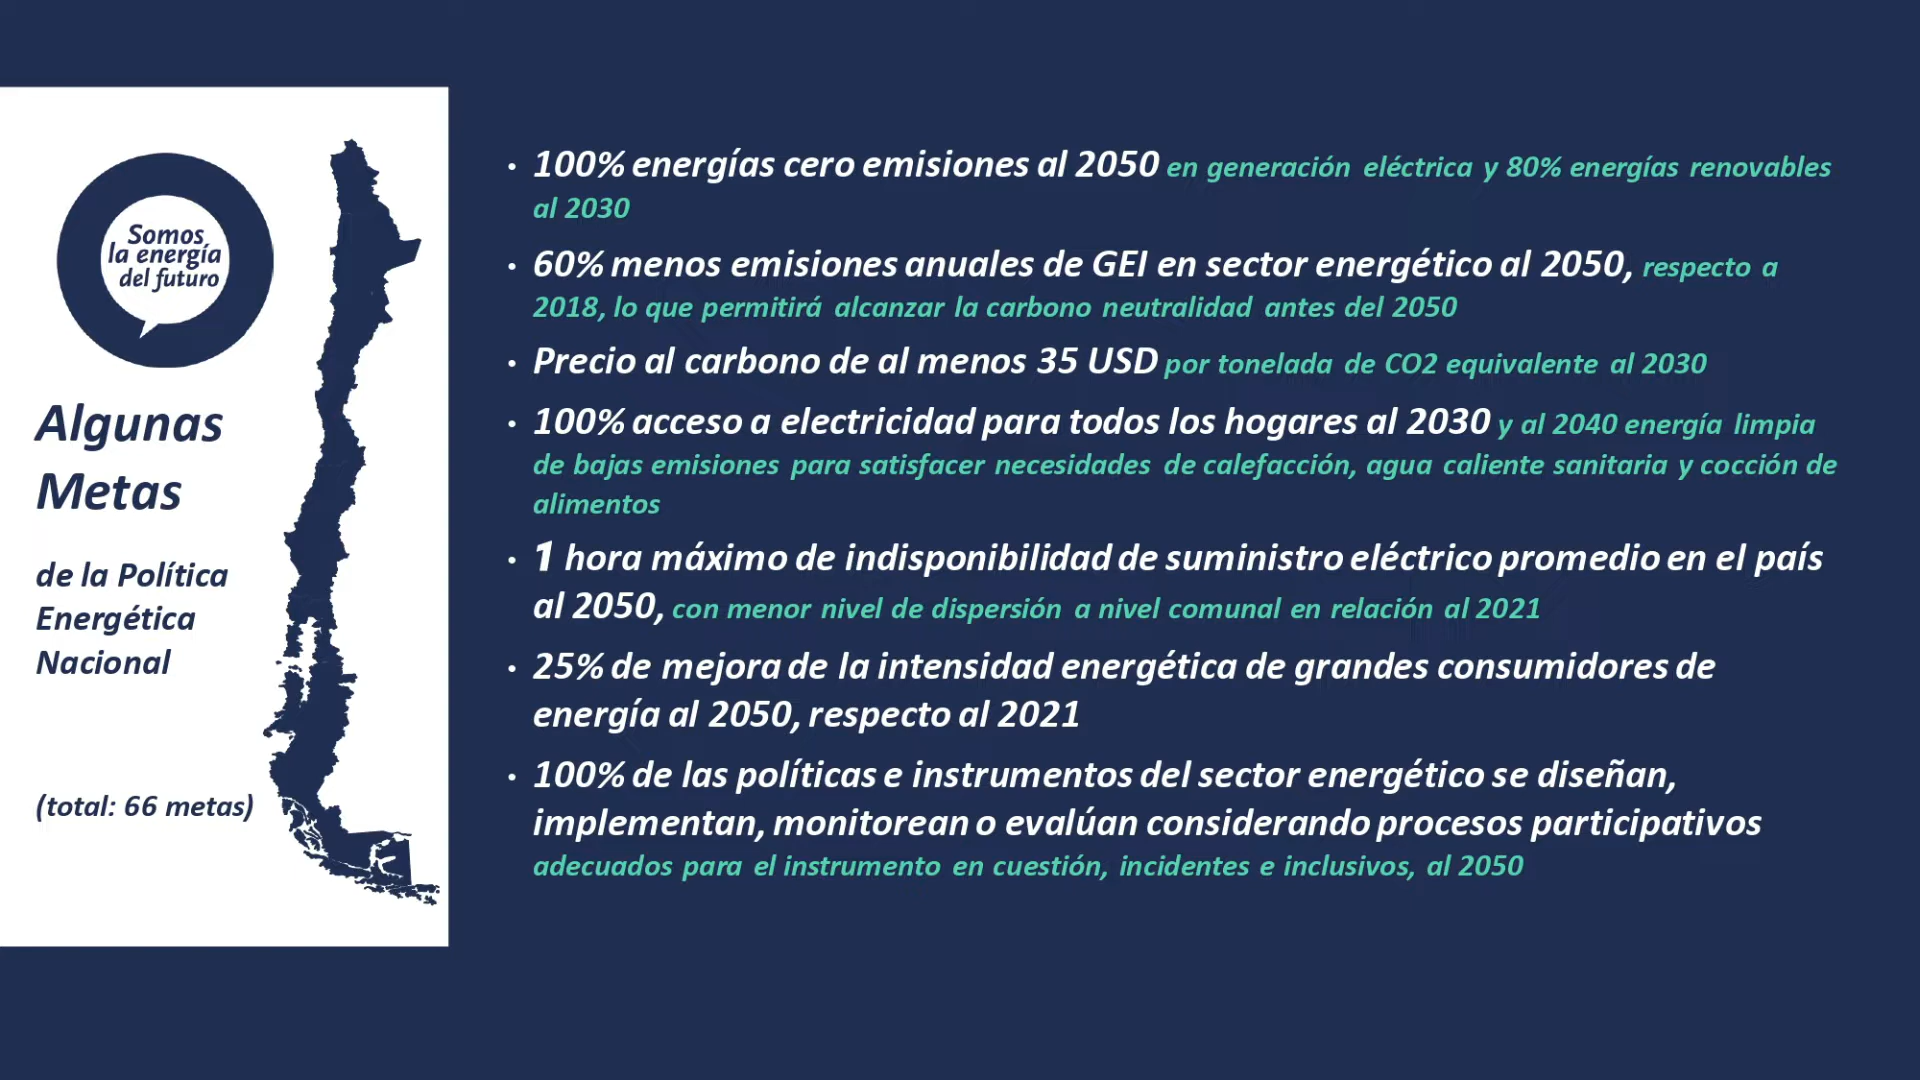 Somos
la energía
del futuro
Algunas
Metas
de la Política
Energética
Nacional
(total: 66 metas)
• 100% energías cero emisiones al 2050 en generación eléctrica y 80% energías renovables
al 2030
• 60% menos emisiones anuales de GEI en sector energético al 2050, respecto a
2018, lo que permitirá alcanzar la carbono neutralidad antes del 2050
• Precio al carbono de al menos 35 USD por tonelada de CO2 equivalente al 2030
• 100% acceso a electricidad para todos los hogares al 2030 y al 2040 energía limpia
de bajas emisiones para satisfacer necesidades de calefacción, agua caliente sanitaria y cocción de
alimentos
• 1 hora máximo de indisponibilidad de suministro eléctrico promedio en el país
al 2050, con menor nivel de dispersión a nivel comunal en relación al 2021
• 25% de mejora de la intensidad energética de grandes consumidores de
energía al 2050, respecto al 2021
• 100% de las políticas e instrumentos del sector energético se diseñan,
implementan, monitorean o evalúan considerando procesos participativos
adecuados para el instrumento en cuestión, incidentes e inclusivos, al 2050